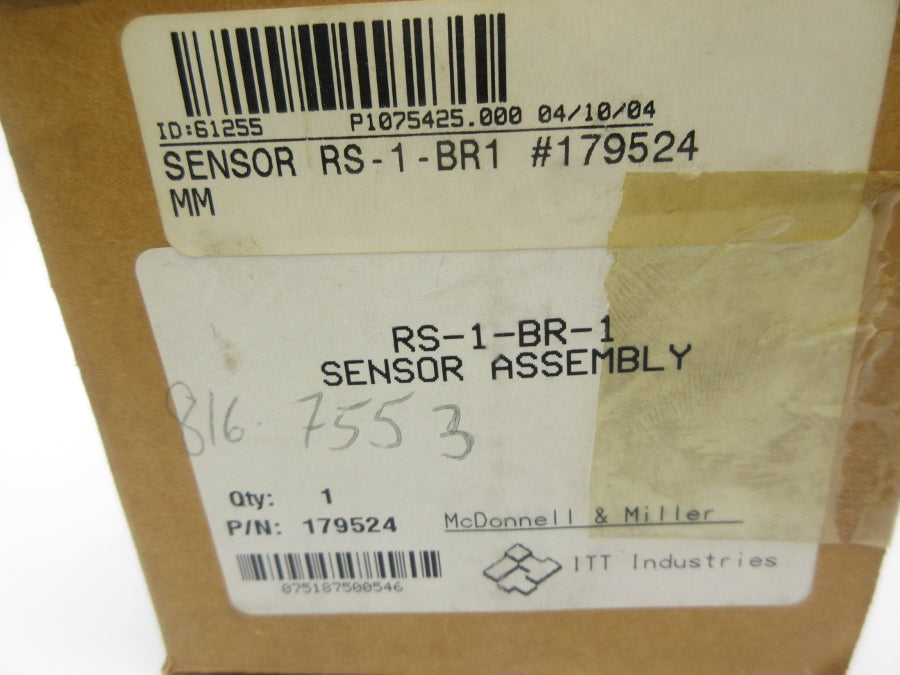 ID:61255 P1075425.000 04/10/04
SENSOR RS-1-BR1 #179524
MM
RS-1-BR-1
SENSOR ASSEMBLY
816. 7553
Qty: 1
P/N: 179524
McDonnell & Miller
ITT Industries
075187500546